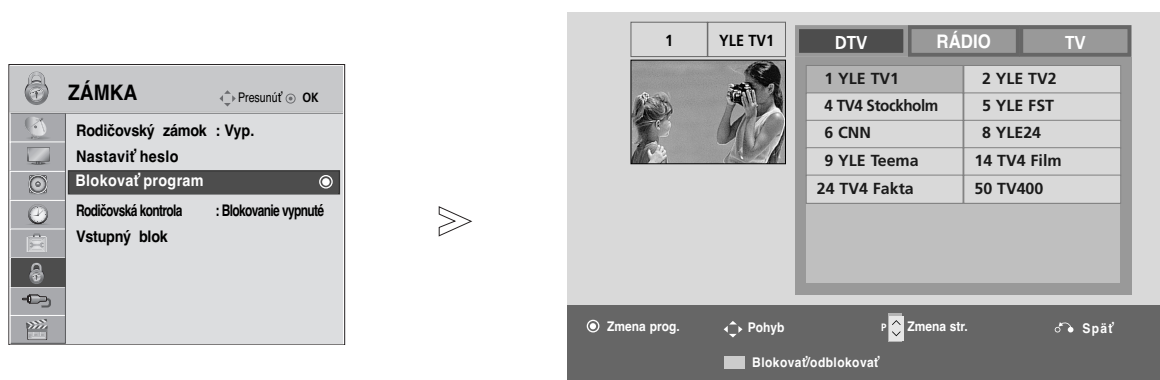 ZÁMKA
Presunúť OK
Rodičovský zámok : Vyp.
Nastaviť heslo
Blokovať program
Rodičovská kontrola : Blokovanie vypnuté
Vstupný blok
1 YLE TV1
DTV RÁDIO TV
1 YLE TV1 2 YLE TV2
4 TV4 Stockholm 5 YLE FST
6 CNN 8 YLE24
9 YLE Teema 14 TV4 Film
24 TV4 Fakta 50 TV400
Zmena prog. Pohyb P Zmena str. Späť
Blokovať/odblokovať